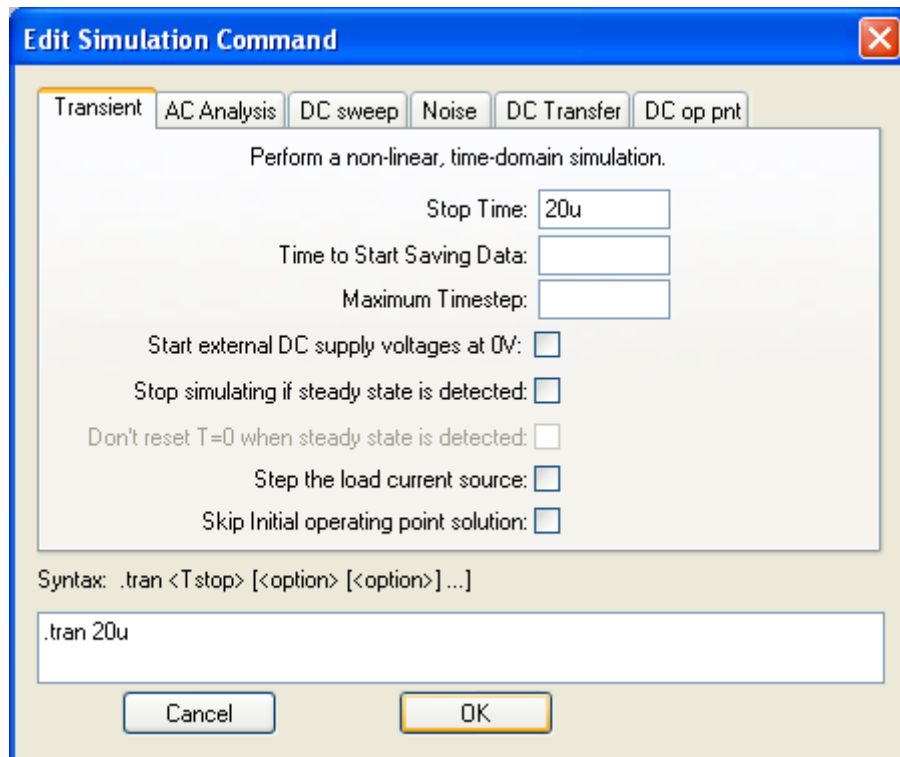 Edit Simulation Command
Transient AC Analysis DC sweep Noise DC Transfer DC op pnt
Perform a non-linear, time-domain simulation.
Stop Time: 20u
Time to Start Saving Data:
Maximum Timestep:
Start external DC supply voltages at 0V:
Stop simulating if steady state is detected:
Don't reset T=0 when steady state is detected:
Step the load current source:
Skip Initial operating point solution:
Syntax: .tran <Tstop> [<option> [<option>] ...]
.tran 20u
Cancel OK